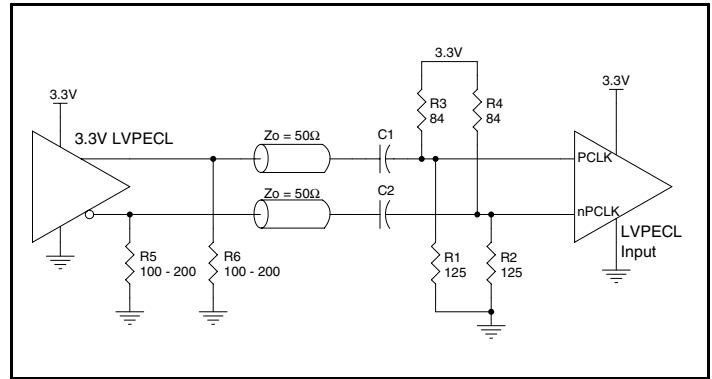 3.3V
3.3V LVPECL
Zo = 50Ω
C1
3.3V
R3
84
R4
84
3.3V
PCLK
Zo = 50Ω
C2
nPCLK
LVPECL
Input
R5
100 - 200
R6
100 - 200
R1
125
R2
125